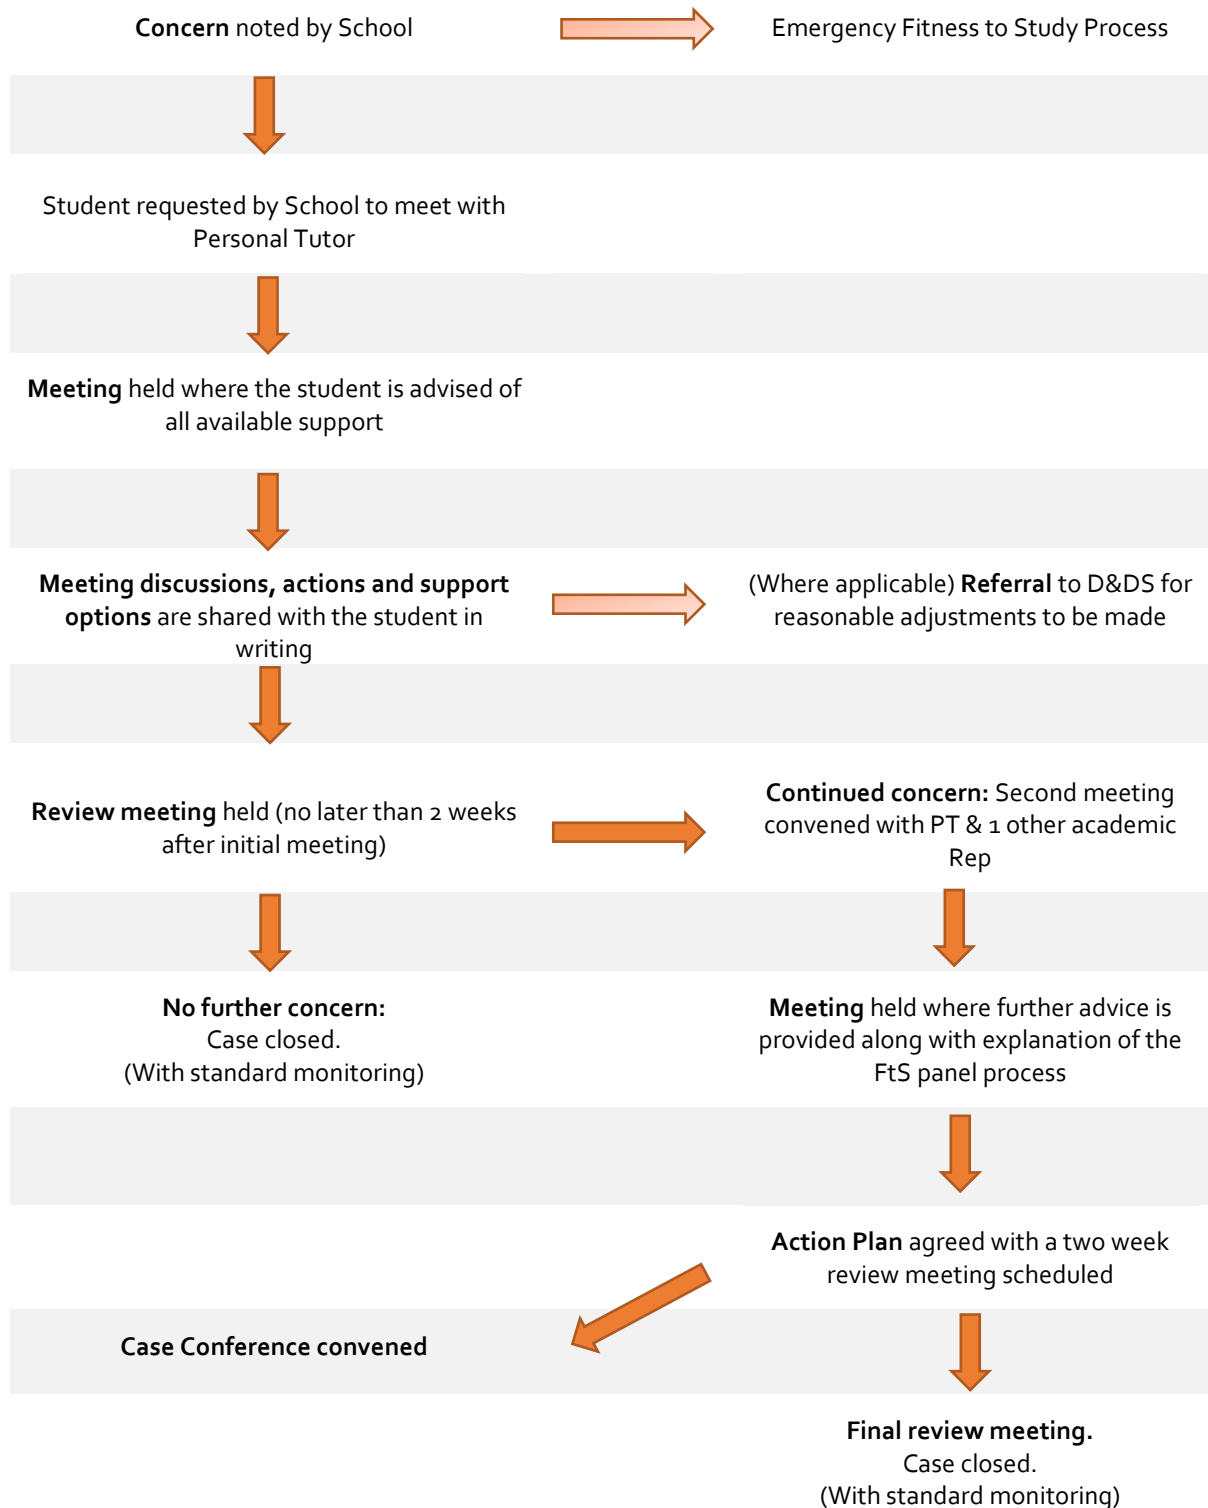 Concern noted by School
Emergency Fitness to Study Process
Student requested by School to meet with
Personal Tutor
Meeting held where the student is advised of
all available support
Meeting discussions, actions and support
options are shared with the student in
writing
(Where applicable) Referral to D&DS for
reasonable adjustments to be made
Review meeting held (no later than 2 weeks
after initial meeting)
Continued concern: Second meeting
convened with PT & 1 other academic
Rep
No further concern:
Case closed.
(With standard monitoring)
Meeting held where further advice is
provided along with explanation of the
FtS panel process
Action Plan agreed with a two week
review meeting scheduled
Case Conference convened
Final review meeting.
Case closed.
(With standard monitoring)